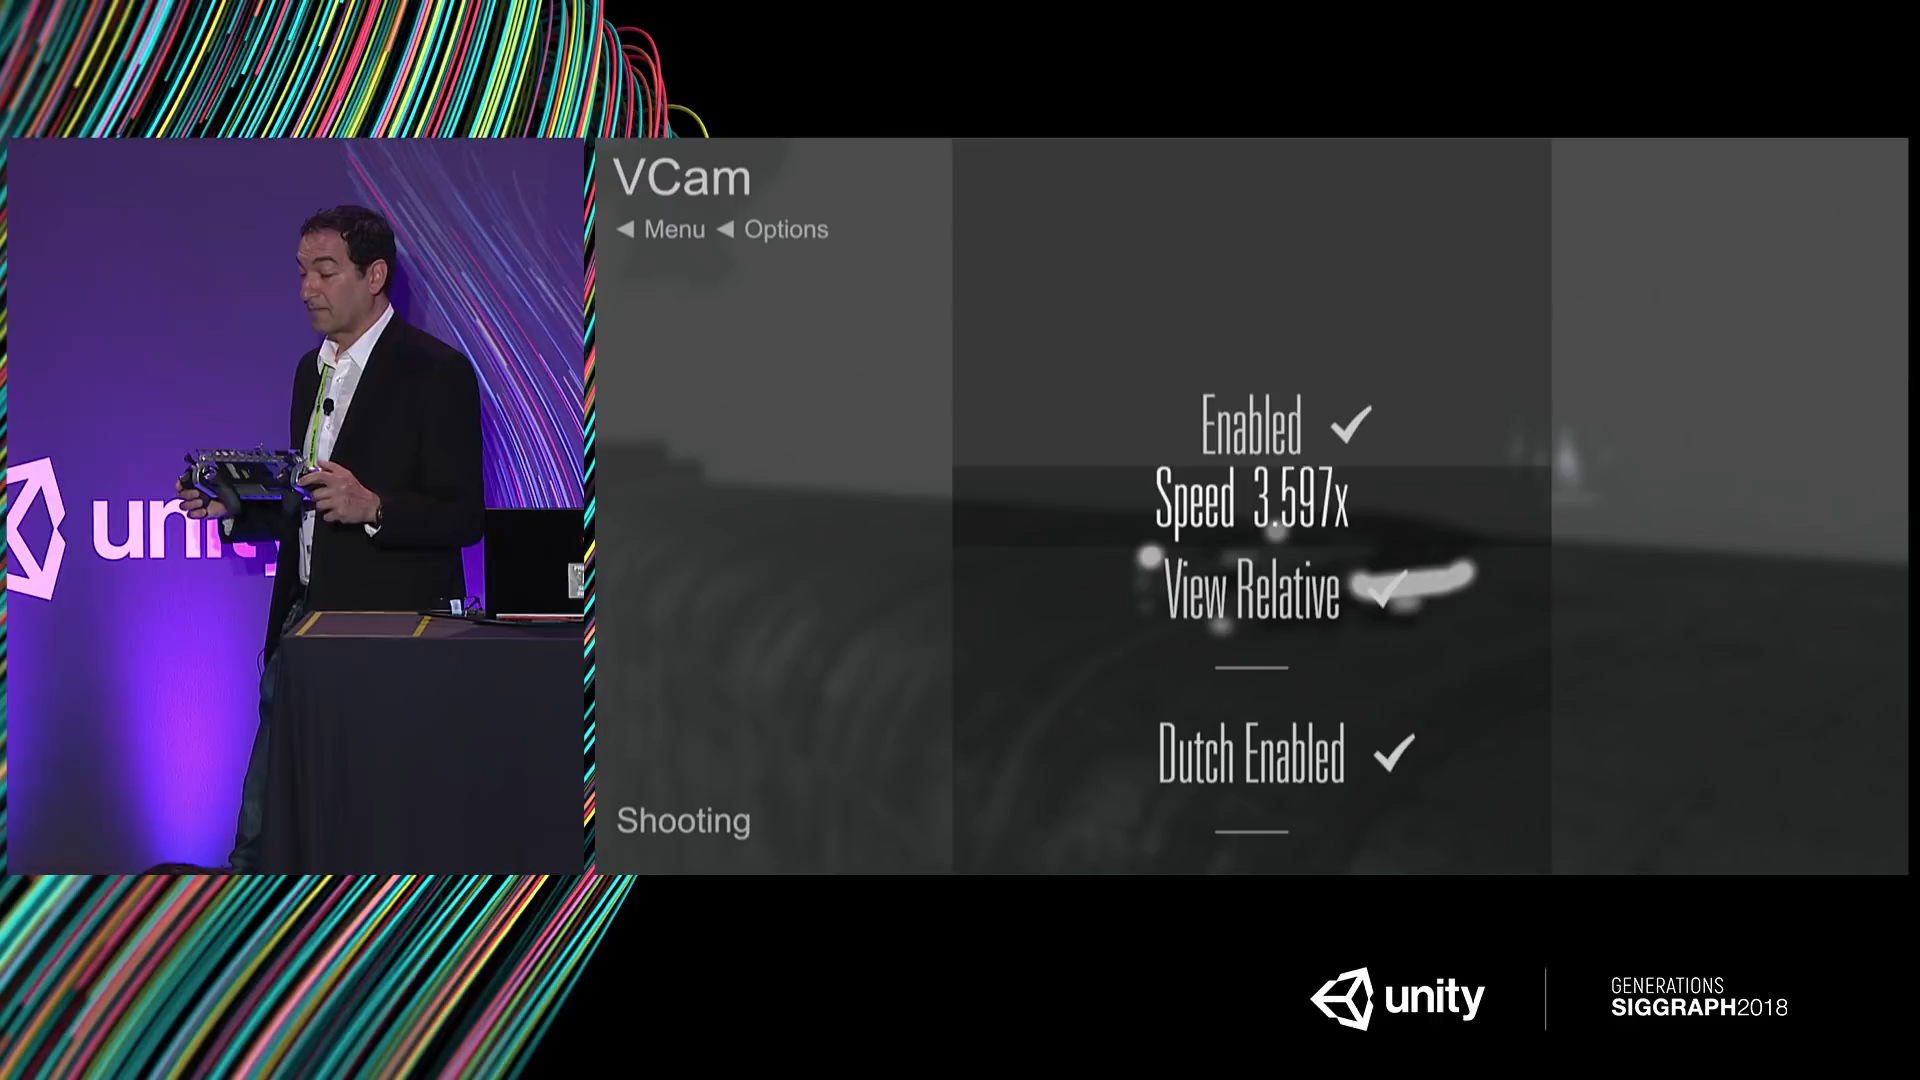 VCam
◀ Menu ◀ Options
Enabled ✓
Speed 3.597x
View Relative ✓
Dutch Enabled ✓
Shooting
unity
unity
GENERATIONS
SIGGRAPH2018